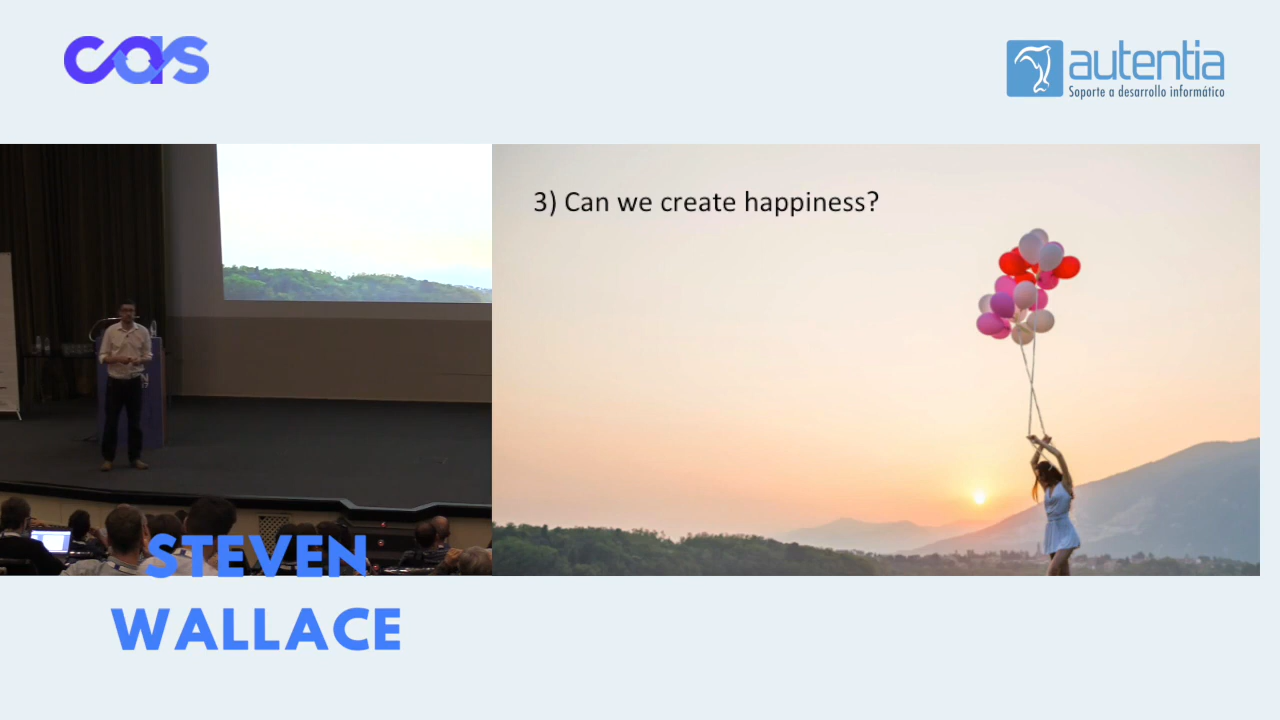 cas
autentia
Soporte a desarrollo informático
3) Can we create happiness?
STEVEN
WALLACE